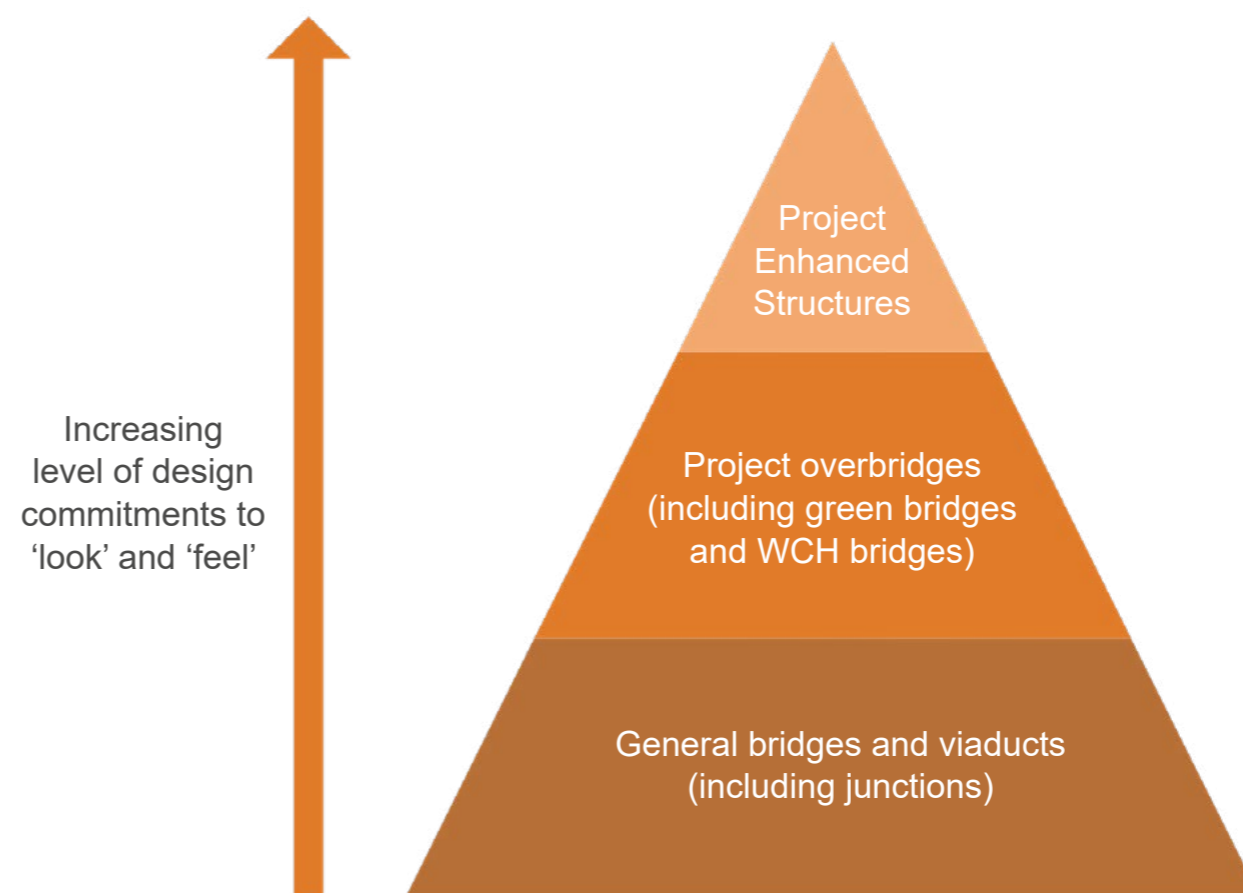 Increasing
level of design
commitments to
‘look’ and ‘feel’
Project
Enhanced
Structures
Project overbridges
(including green bridges
and WCH bridges)
General bridges and viaducts
(including junctions)